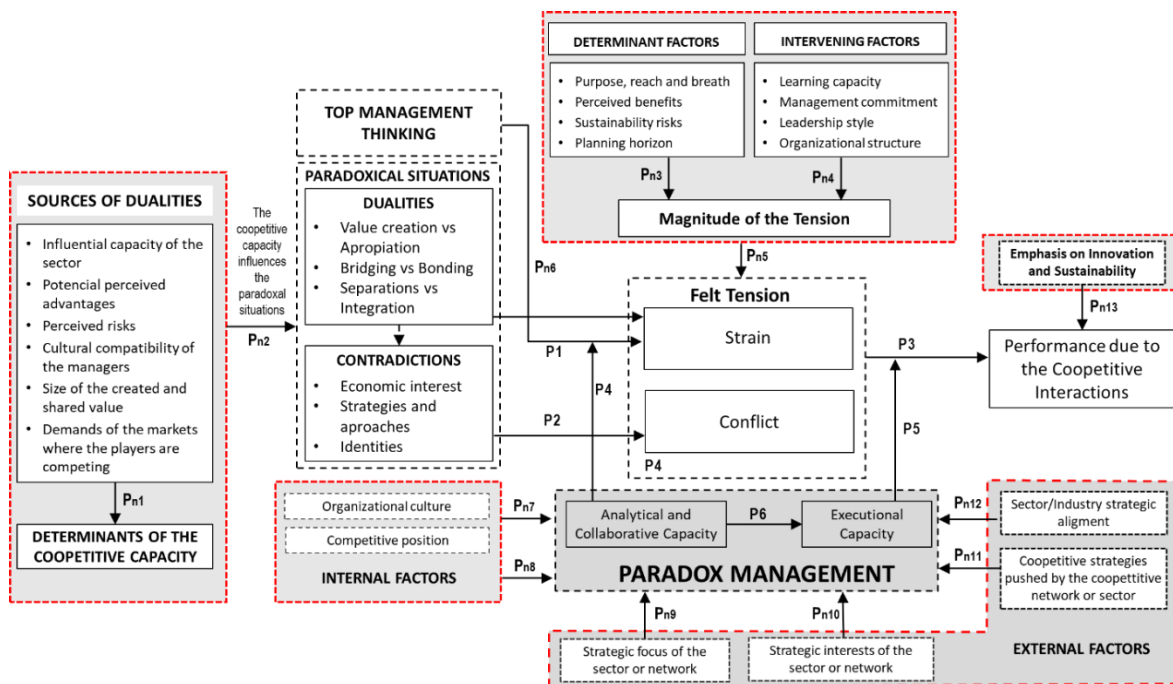 SOURCES OF DUALITIES
• Influential capacity of the
sector
• Potencial perceived
advantages
• Perceived risks
• Cultural compatibility of
the managers
• Size of the created and
shared value
• Demands of the markets
where the players are
competing
Pn1
DETERMINANTS OF THE
COOPETITIVE CAPACITY
The
coopetitive
capacity
influences
the
paradoxal
situations
Pn2
TOP MANAGEMENT
THINKING
PARADOXICAL SITUATIONS
DUALITIES
• Value creation vs
Apropiation
• Bridging vs Bonding
• Separations vs
Integration
CONTRADICTIONS
• Economic interest
• Strategies and
aproaches
• Identities
DETERMINANT FACTORS
• Purpose, reach and breath
• Perceived benefits
• Sustainability risks
• Planning horizon
Pn3
INTERVENING FACTORS
• Learning capacity
• Management commitment
• Leadership style
• Organizational structure
Pn4
Magnitude of the Tension
Pn5
Pn6
Felt Tension
Strain
Conflict
P1
P4
P2
P4
P3
P5
Emphasis on Innovation
and Sustainability
Pn13
Performance due to
the Coopetitive
Interactions
Organizational culture
Competitive position
INTERNAL FACTORS
Pn7
Pn8
Analytical and
Collaborative Capacity
P6
Executional
Capacity
PARADOX MANAGEMENT
Pn9
Pn10
Strategic focus of the
sector or network
Strategic interests of the
sector or network
Pn12
Sector/Industry strategic
aligment
Pn11
Coopetitive strategies
pushed by the coopettitive
network or sector
EXTERNAL FACTORS